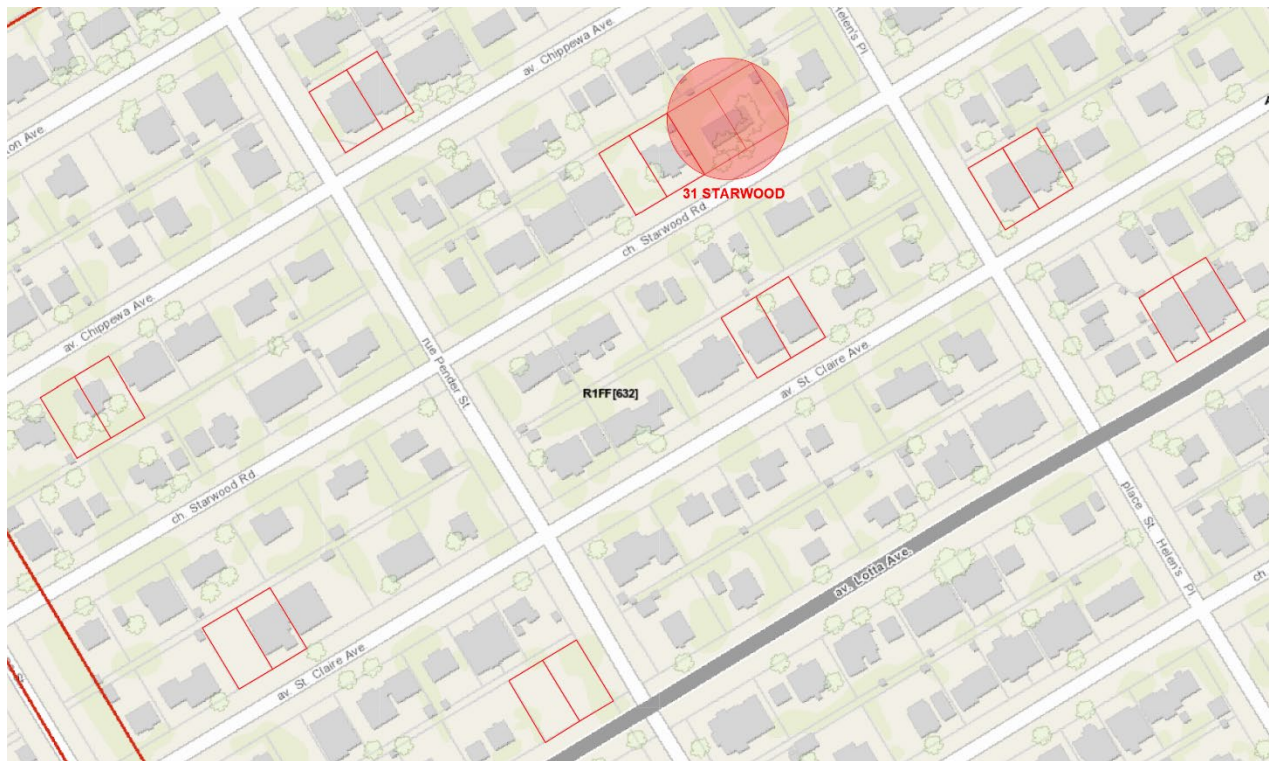 Helen's Pl
av. Chippewa Ave.
ton Ave.
31 STARWOOD
ch. Starwood Rd
av. Chippewa Ave.
rue Pender St
R1FF[632]
av. St. Claire Ave.
ch. Starwood Rd
place St. Helen's Pl
av. Lotta Ave.
ch
av. St. Claire Ave